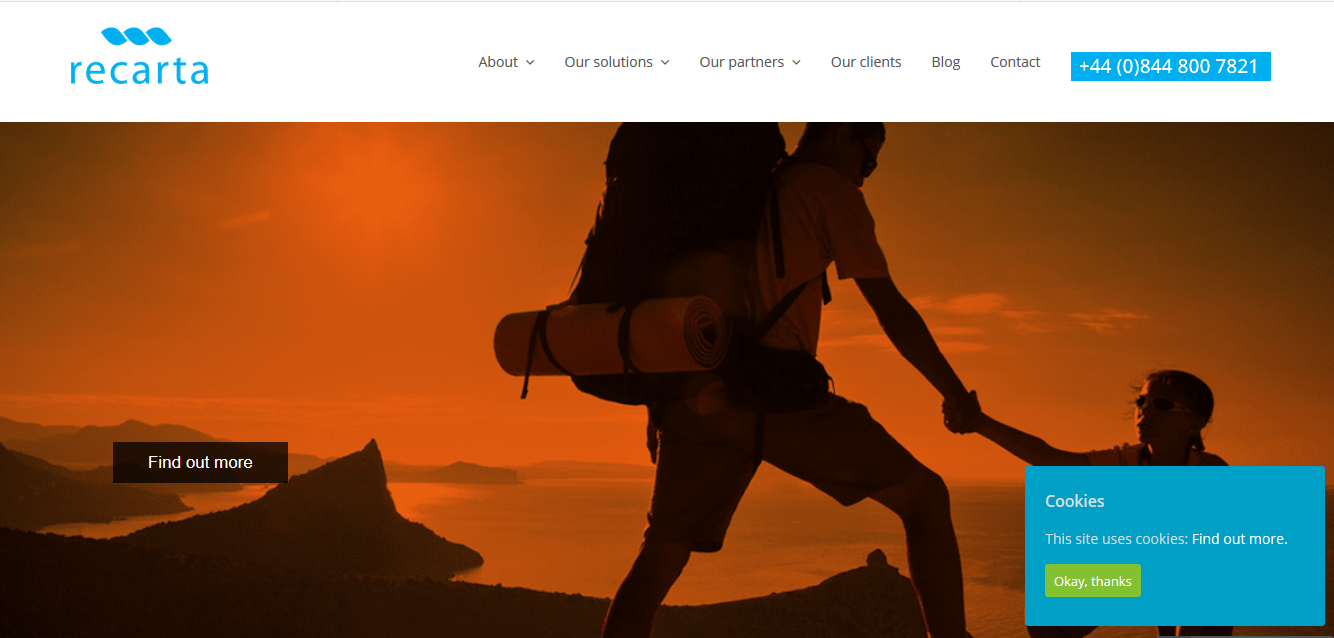 recarta
About
Our solutions
Our partners
Our clients
Blog
Contact
+44 (0)844 800 7821
Find out more
Cookies
This site uses cookies: Find out more.
Okay, thanks